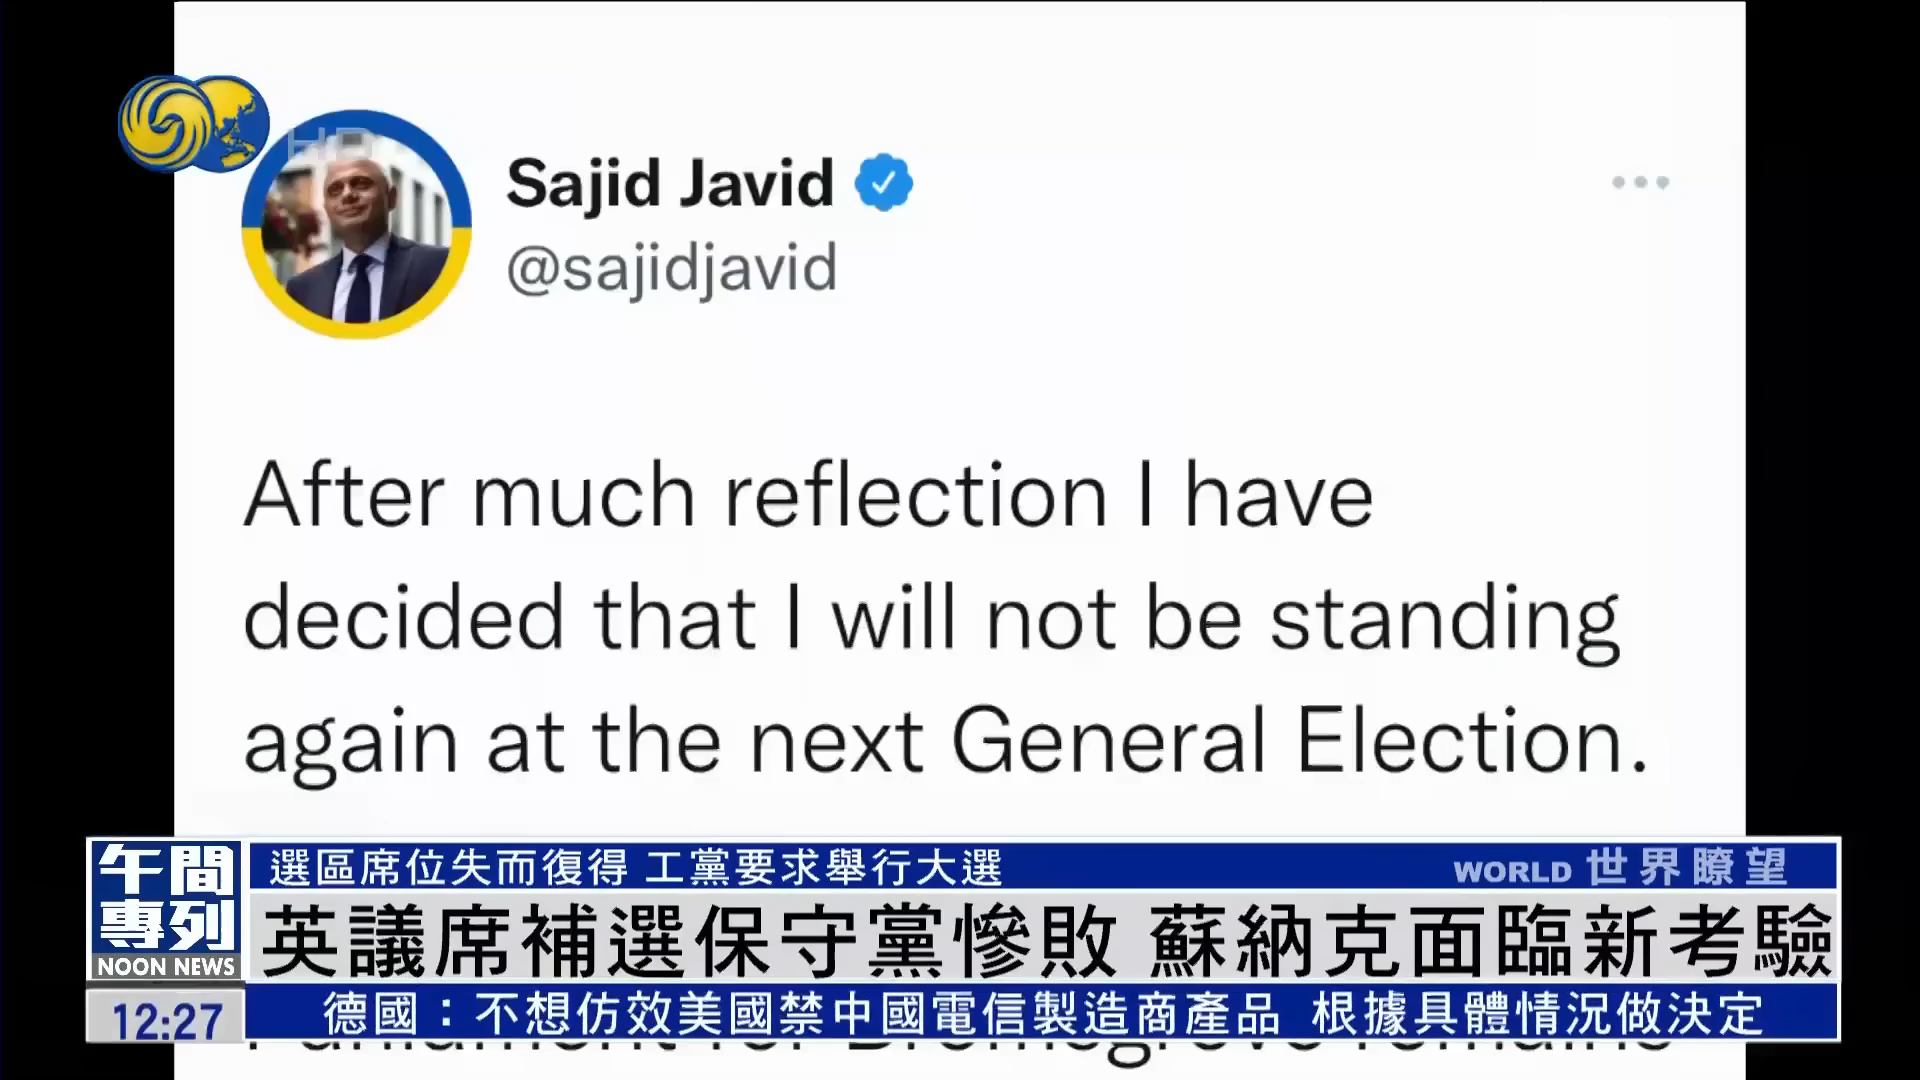 HD
Sajid Javid
@sajidjavid
After much reflection I have
decided that I will not be standing
again at the next General Election.
午間
專列
NOON NEWS
12:27
選區席位失而復得 工黨要求舉行大選
WORLD 世界瞭望
英議席補選保守黨慘敗 蘇納克面臨新考驗
德國：不想仿效美國禁中國電信製造商產品 根據具體情況做決定